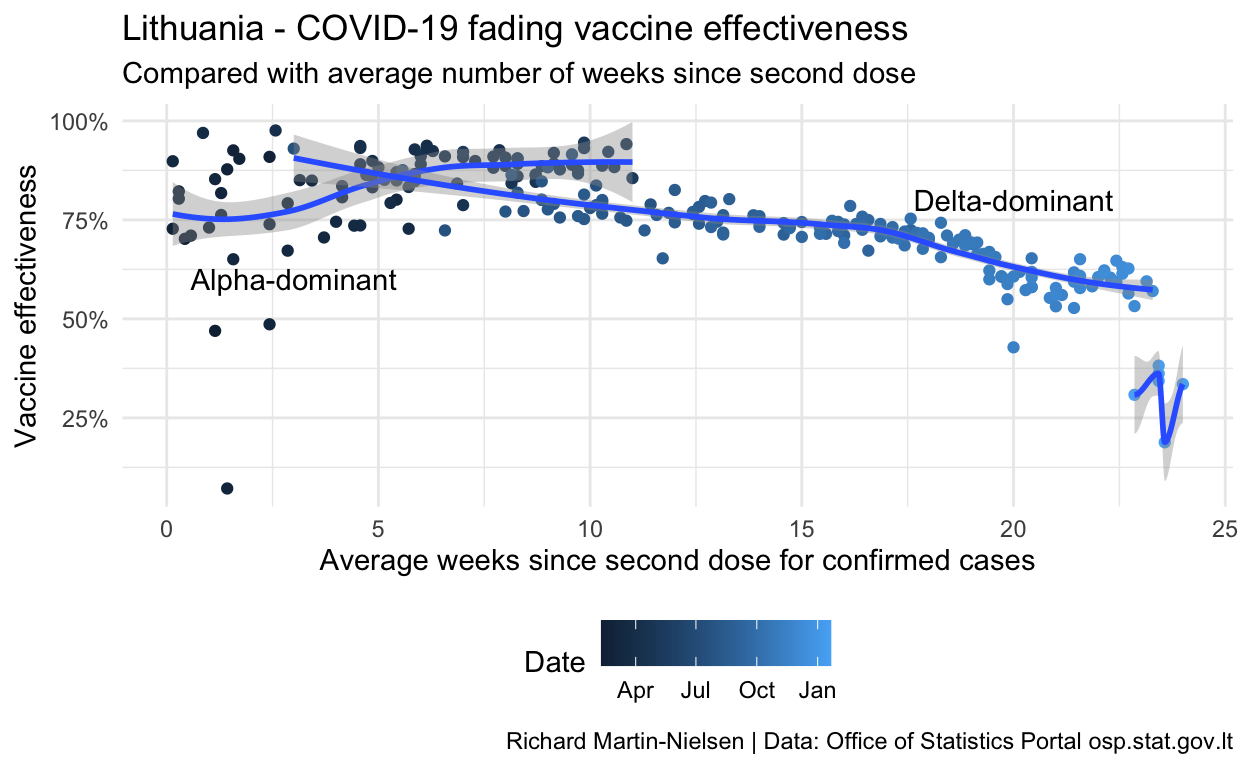 Lithuania - COVID-19 fading vaccine effectiveness
Compared with average number of weeks since second dose
100%
75%
50%
25%
Vaccine effectiveness
Delta-dominant
Alpha-dominant
0 5 10 15 20 25
Average weeks since second dose for confirmed cases
Date
Apr Jul Oct Jan
Richard Martin-Nielsen | Data: Office of Statistics Portal osp.stat.gov.lt